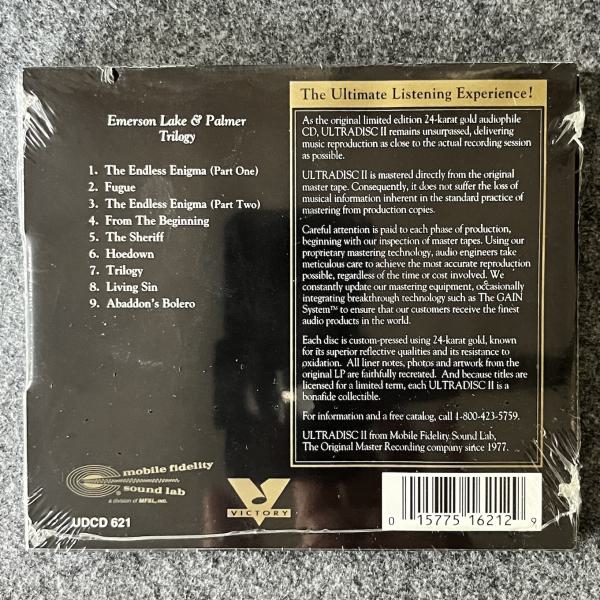 Emerson Lake & Palmer
Trilogy
1. The Endless Enigma (Part One)
2. Fugue
3. The Endless Enigma (Part Two)
4. From The Beginning
5. The Sheriff
6. Hoedown
7. Trilogy
8. Living Sin
9. Abaddon's Bolero
The Ultimate Listening Experience!
As the original limited edition 24-karat gold audiophile
CD, ULTRADISC II remains unsurpassed, delivering
music reproduction as close to the actual recording session
as possible.
ULTRADISC II is mastered directly from the original
master tape. Consequently, it does not suffer the loss of
musical information inherent in the standard practice of
mastering from production copies.
Careful attention is paid to each phase of production,
beginning with our inspection of master tapes. Using our
proprietary mastering technology, audio engineers take
meticulous care to achieve the most accurate reproduction
possible, regardless of the time or cost involved. We
constantly update our mastering equipment, occasionally
integrating breakthrough technology such as The GAIN
System™ to ensure that our customers receive the finest
audio products in the world.
Each disc is custom-pressed using 24-karat gold, known
for its superior reflective qualities and its resistance to
oxidation. All liner notes, photos and artwork from the
original LP are faithfully recreated. And because titles are
licensed for a limited term, each ULTRADISC II is a
bonafide collectible.
For information and a free catalog, call 1-800-423-5759.
ULTRADISC II from Mobile Fidelity Sound Lab,
The Original Master Recording company since 1977.
mobile fidelity
sound lab
a division of MFSL, INC.
UDCD 621
VICTORY
0 15775 16212 9